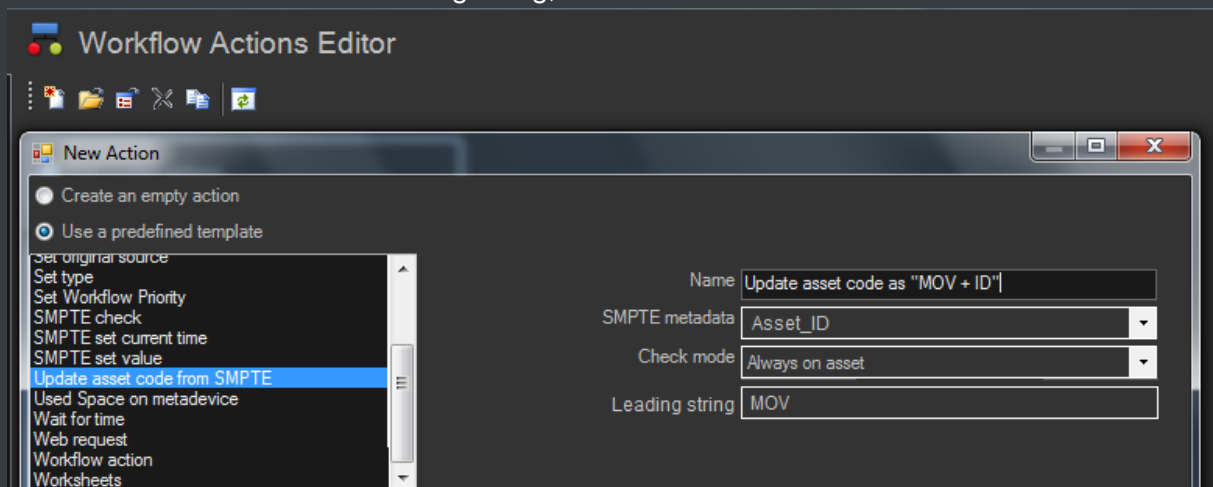 Workflow Actions Editor
New Action
Create an empty action
Use a predefined template
Set original source
Set type
Set Workflow Priority
SMPTE check
SMPTE set current time
SMPTE set value
Update asset code from SMPTE
Used Space on metadevice
Wait for time
Web request
Workflow action
Worksheets
Name Update asset code as "MOV + ID"
SMPTE metadata Asset_ID
Check mode Always on asset
Leading string MOV